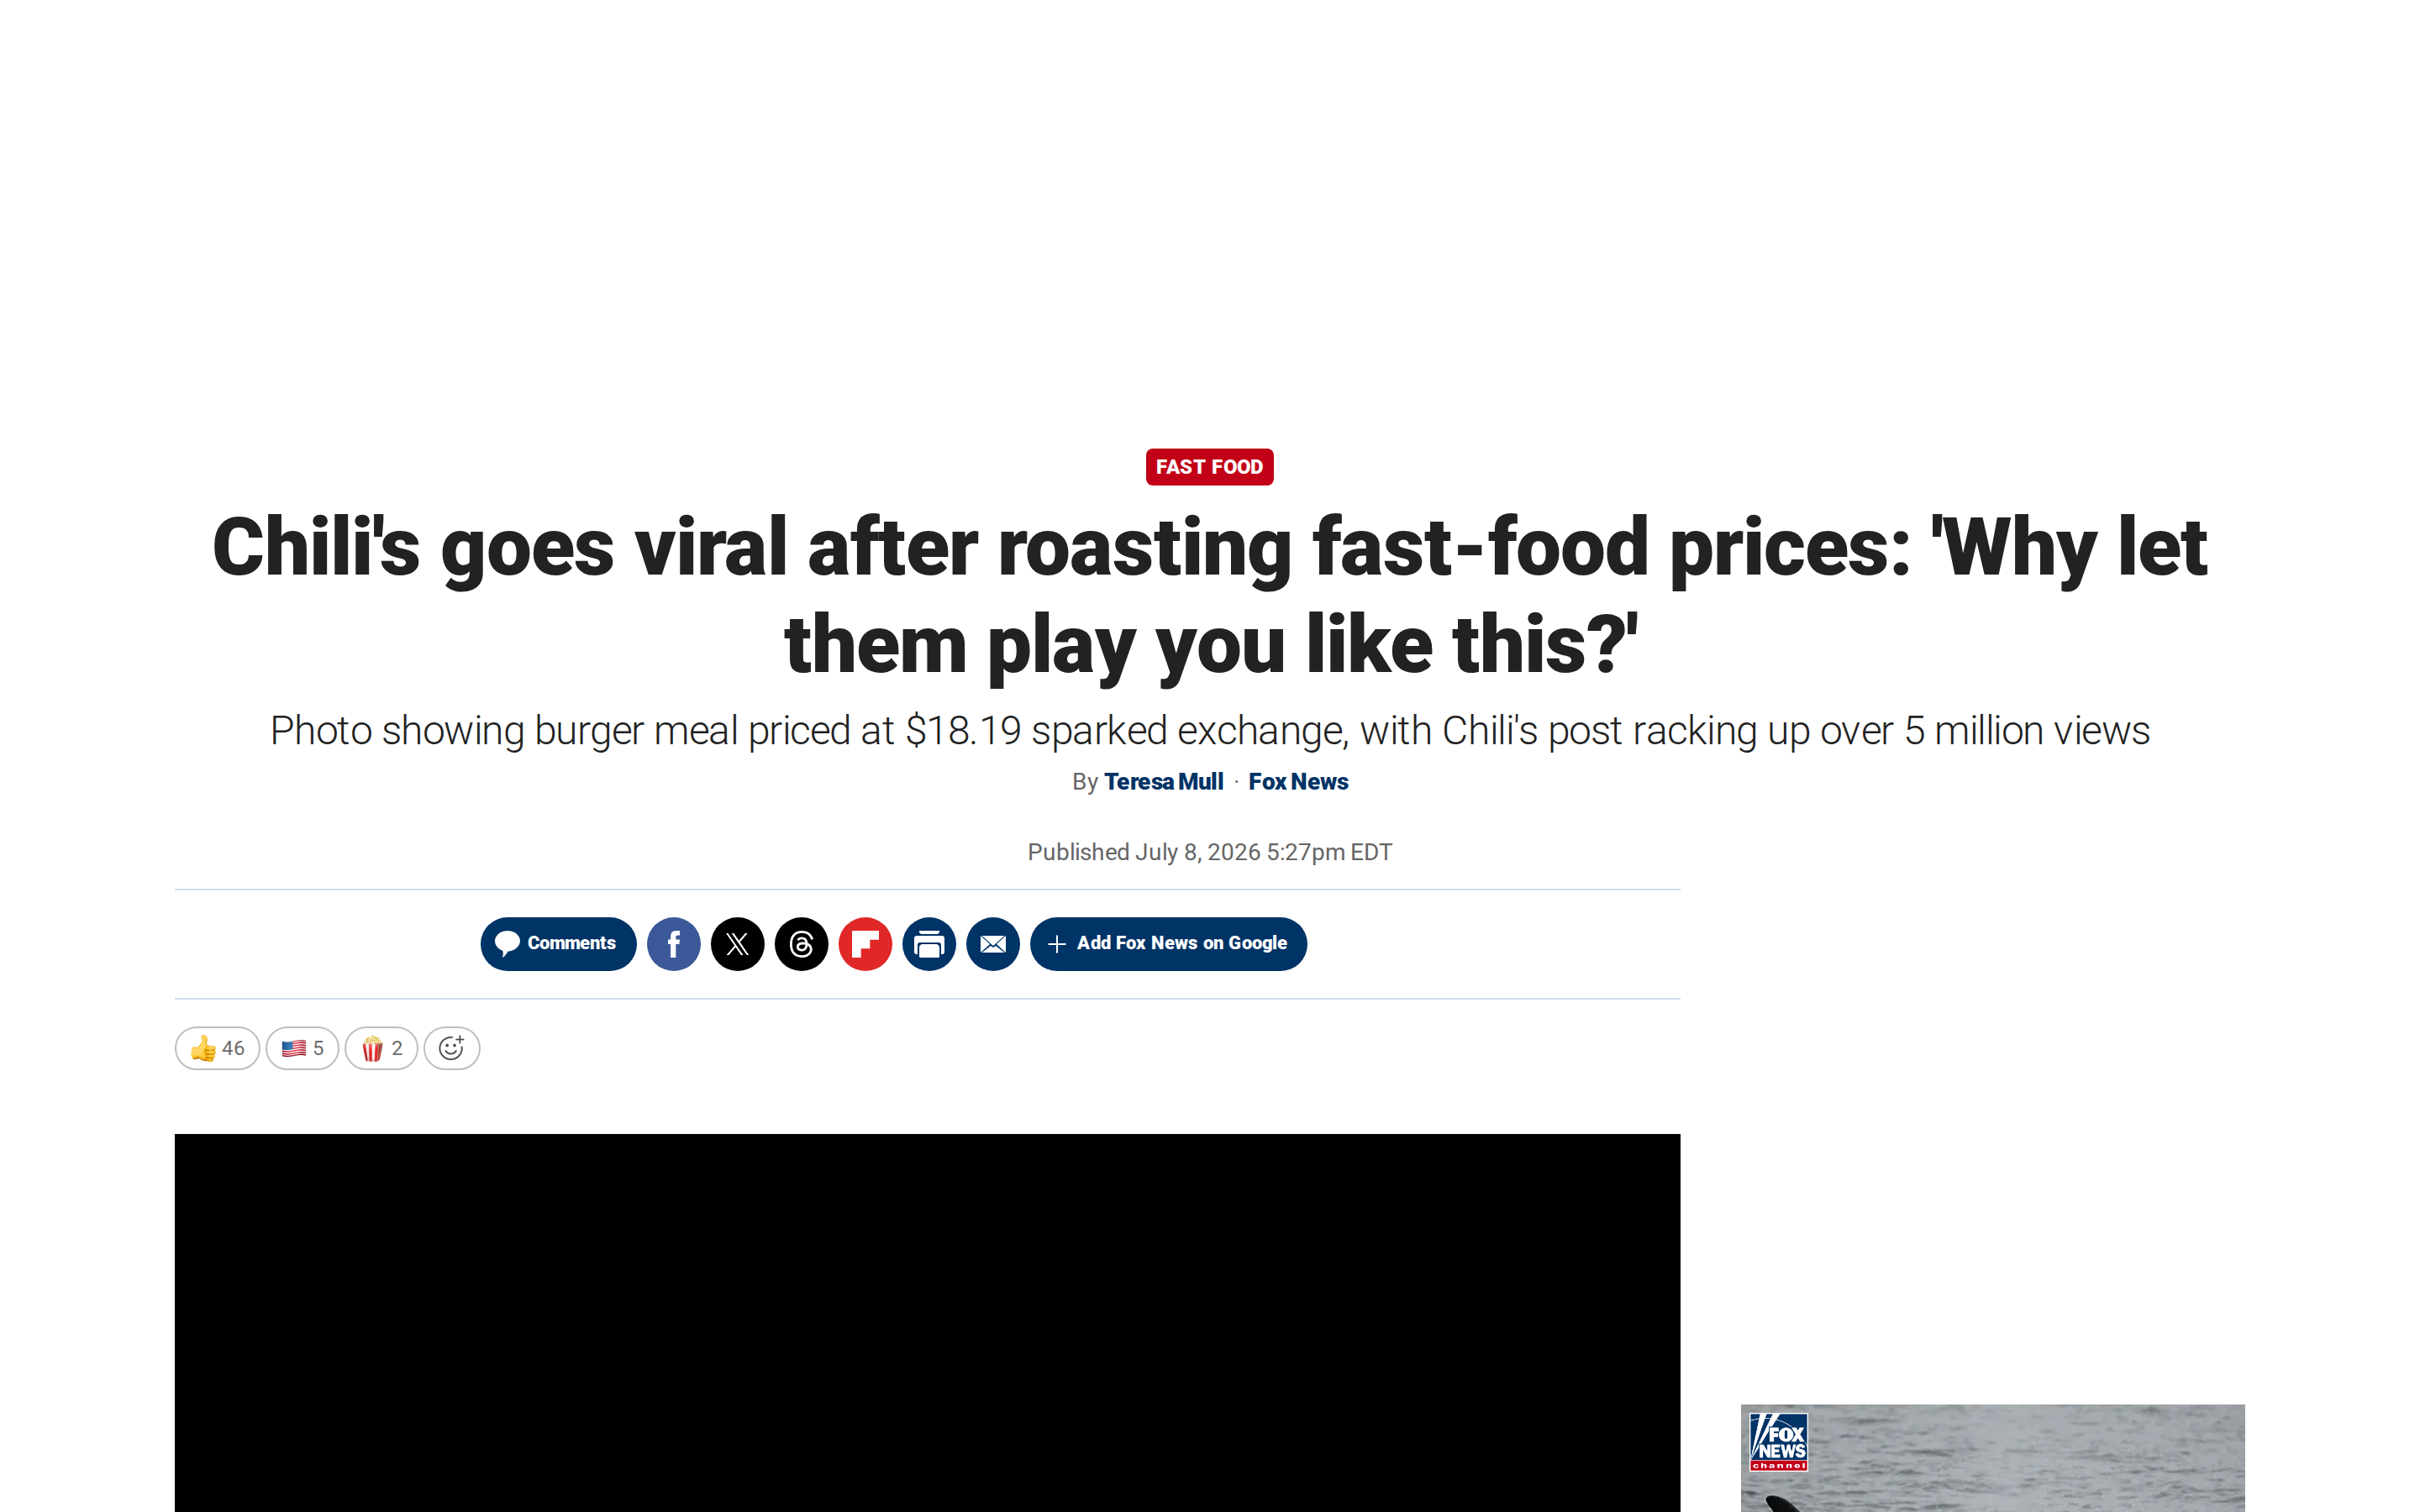 FAST FOOD
Chili's goes viral after roasting fast-food prices: 'Why let
them play you like this?'
Photo showing burger meal priced at $18.19 sparked exchange, with Chili's post racking up over 5 million views
By Teresa Mull · Fox News
Published July 8, 2026 5:27pm EDT
Comments
Add Fox News on Google
46
5
2
FOX
NEWS
channel